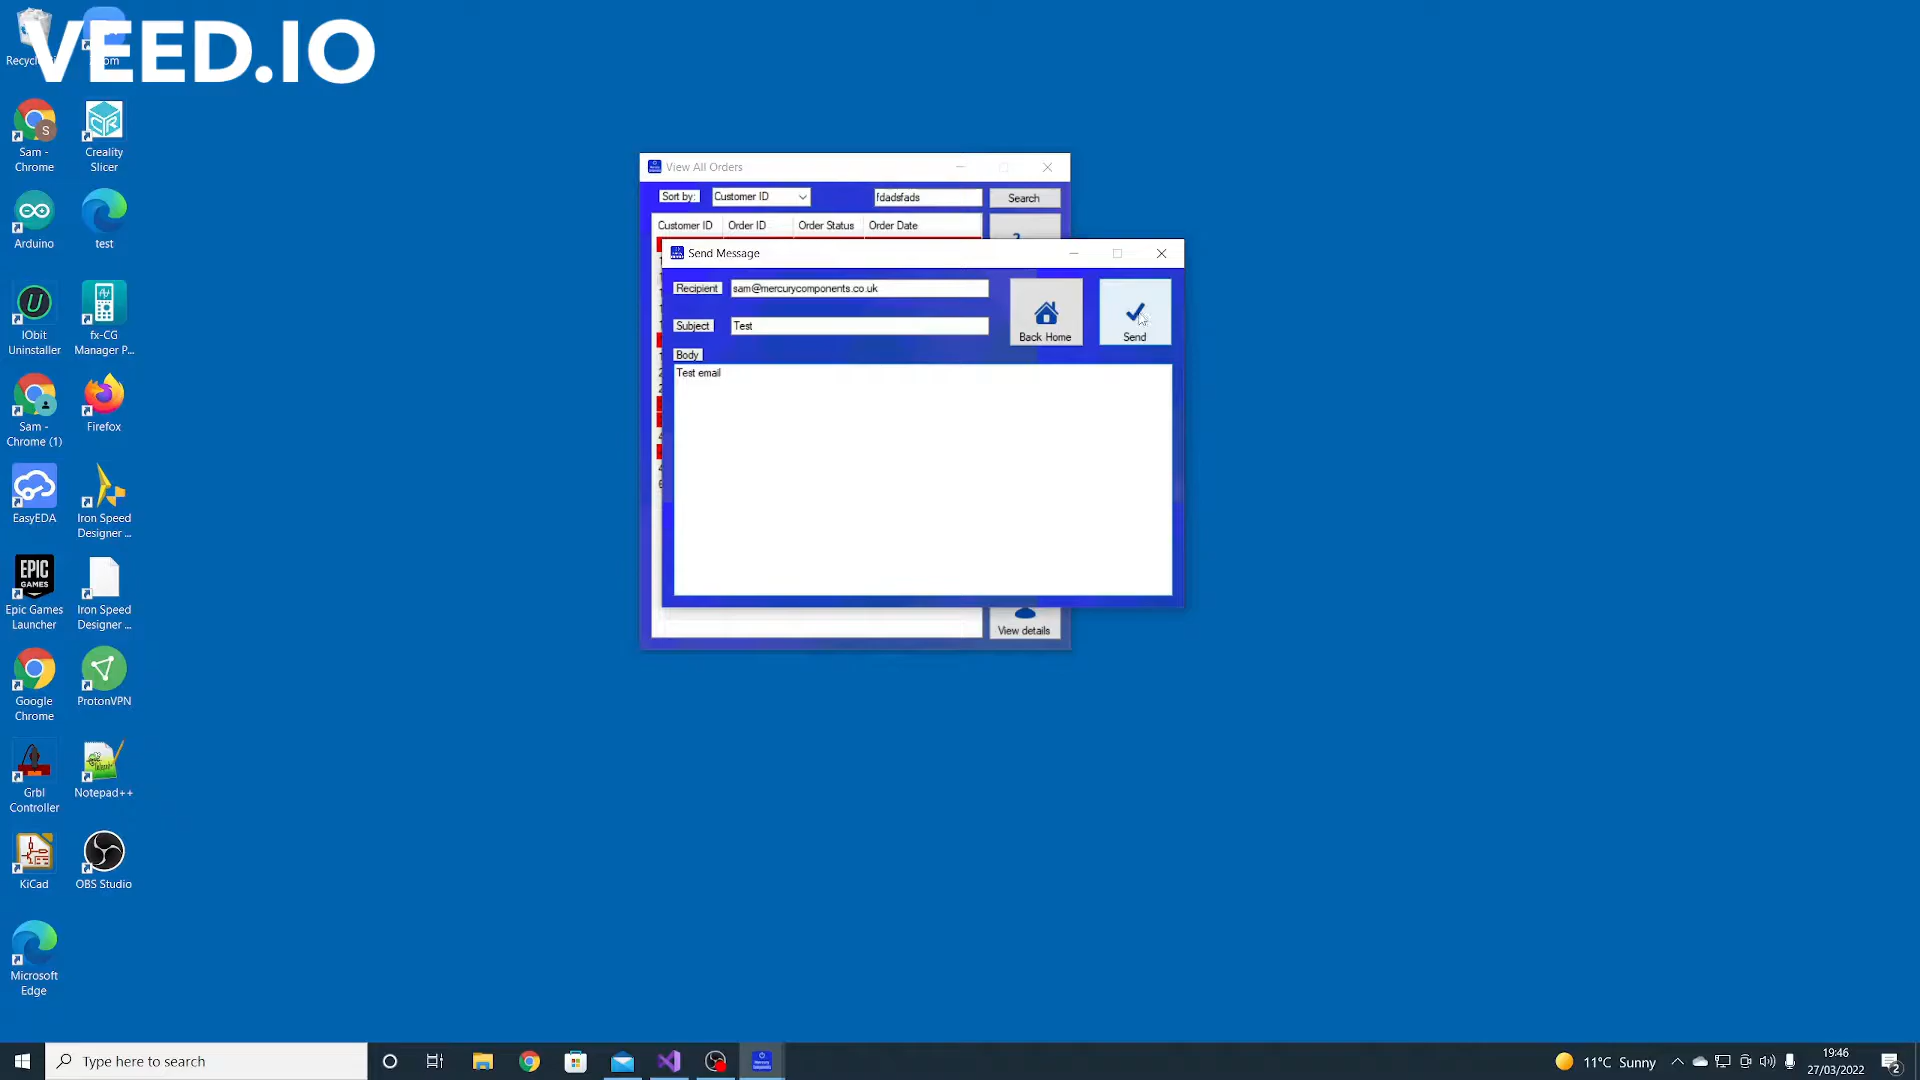 VEED.IO
Recycle
Sam -
Chrome
Creality
Slicer
Arduino
test
IObit
Uninstaller
fx-CG
Manager P...
Sam -
Chrome (1)
Firefox
EasyEDA
Iron Speed
Designer ...
EPIC
GAMES
Epic Games
Launcher
Iron Speed
Designer ...
Google
Chrome
ProtonVPN
Grbl
Controller
Notepad++
KiCad
OBS Studio
Microsoft
Edge
View All Orders
Sort by:
Customer ID
fdadsfads
Search
Customer ID
Order ID
Order Status
Order Date
Send Message
Recipient
sam@mercurycomponents.co.uk
Subject
Test
Back Home
Send
Body
Test email
View details
Type here to search
11°C Sunny
19:46
27/03/2022
2